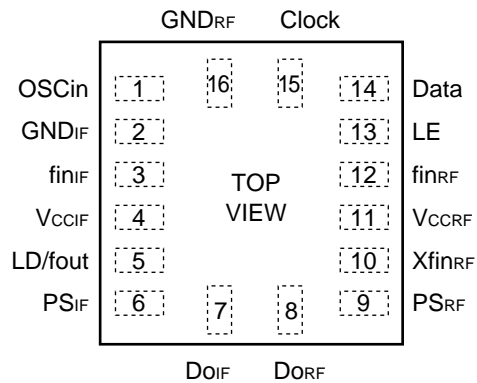 GNDRF Clock
16 15
OSCin 1 14 Data
GNDIF 2 13 LE
finIF 3 12 finRF
TOP
VIEW
VCCIF 4 11 VCCRF
LD/fout 5 10 XfinRF
PSIF 6 9 PSRF
7 8
DoIF DoRF